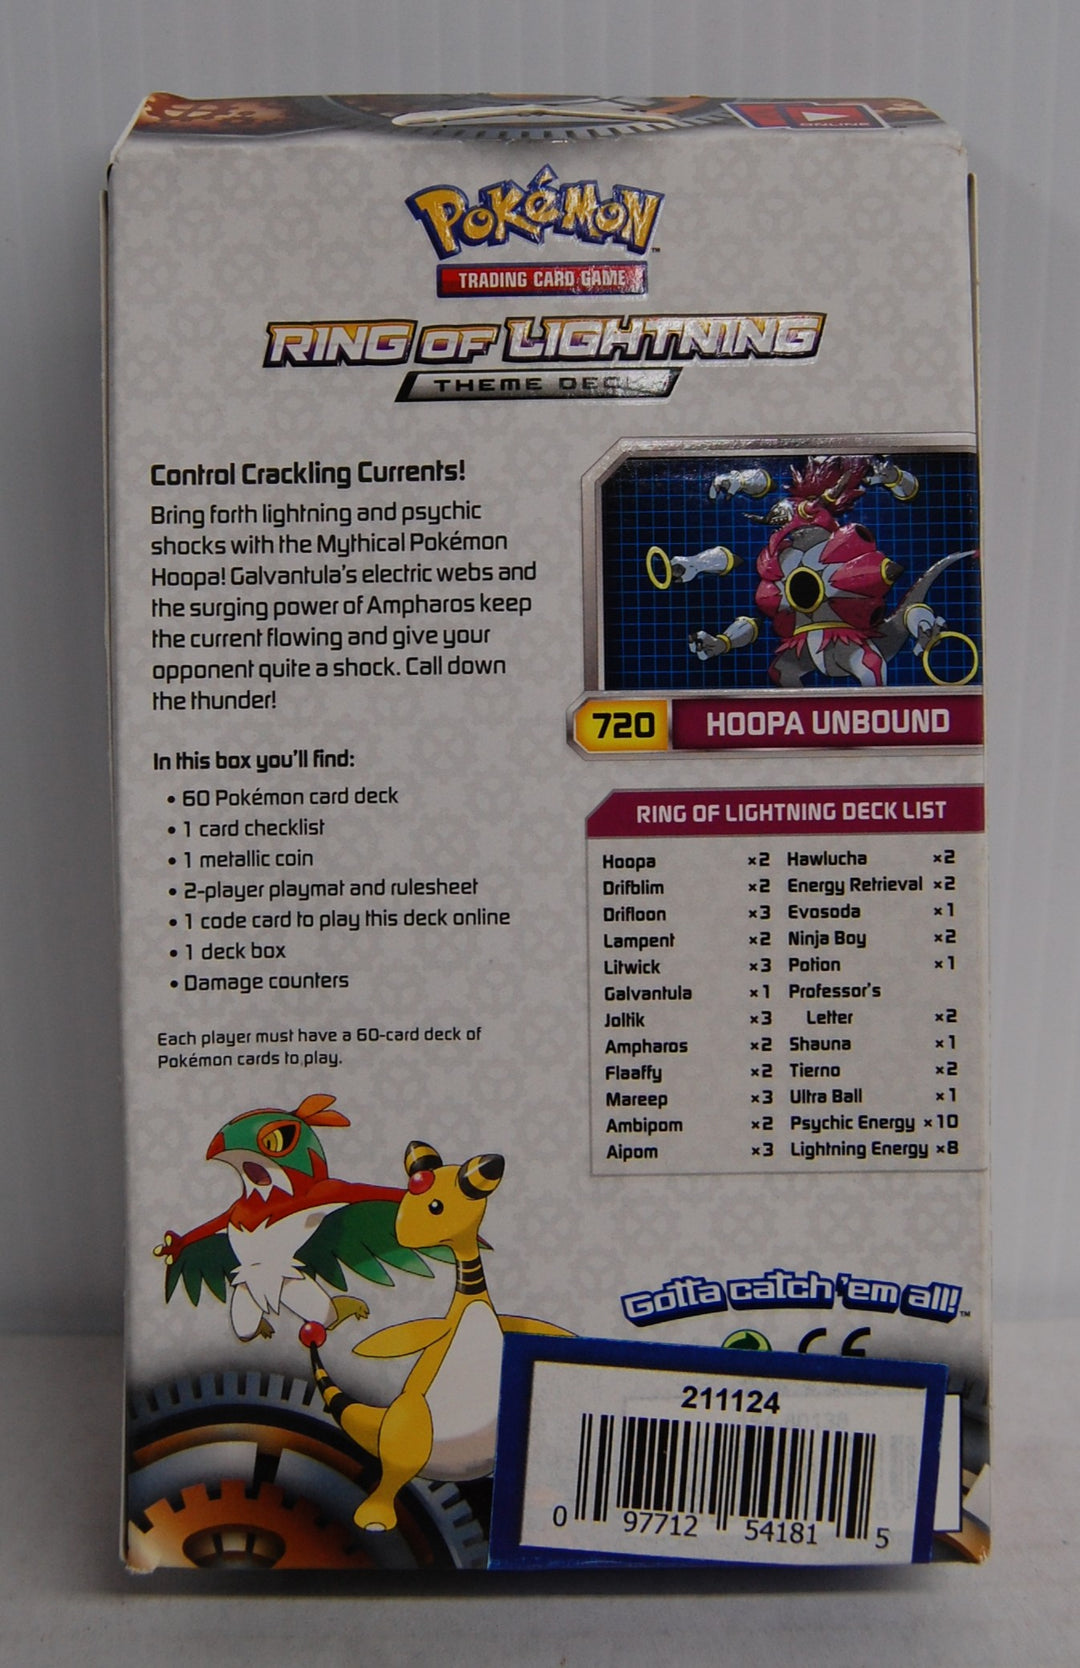 ONLINE
POKéMON
TRADING CARD GAME
RING OF LIGHTNING
THEME DECK
Control Crackling Currents!
Bring forth lightning and psychic
shocks with the Mythical Pokémon
Hoopa! Galvantula's electric webs and
the surging power of Ampharos keep
the current flowing and give your
opponent quite a shock. Call down
the thunder!
In this box you'll find:
• 60 Pokémon card deck
• 1 card checklist
• 1 metallic coin
• 2-player playmat and rulesheet
• 1 code card to play this deck online
• 1 deck box
• Damage counters
Each player must have a 60-card deck of
Pokémon cards to play.
720 HOOPA UNBOUND
RING OF LIGHTNING DECK LIST
Hoopa ×2 Hawlucha ×2
Drifblim ×2 Energy Retrieval ×2
Drifloon ×3 Evosoda ×1
Lampent ×2 Ninja Boy ×2
Litwick ×3 Potion ×1
Galvantula ×1 Professor's
Joltik ×3 Letter ×2
Ampharos ×2 Shauna ×1
Flaaffy ×2 Tierno ×2
Mareep ×3 Ultra Ball ×1
Ambipom ×2 Psychic Energy ×10
Aipom ×3 Lightning Energy ×8
Gotta catch 'em all!™
CE
211124
0 97712 54181 5